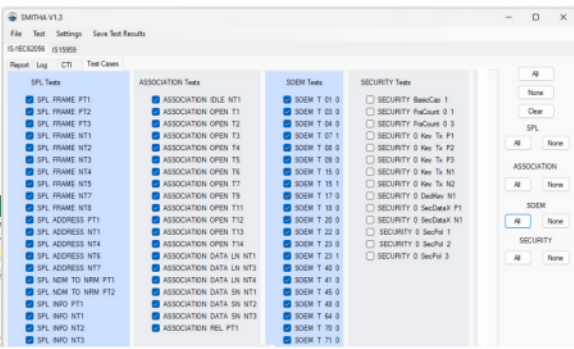 SMITHA V1.3
File Test Settings Save Test Results
IS/IEC62056 IS15959
Report Log CTI Test Cases
SPL Tests
SPL FRAME PT1
SPL FRAME PT2
SPL FRAME PT3
SPL FRAME NT1
SPL FRAME NT2
SPL FRAME NT3
SPL FRAME NT4
SPL FRAME NT5
SPL FRAME NT7
SPL FRAME NT8
SPL ADDRESS PT1
SPL ADDRESS NT1
SPL ADDRESS NT4
SPL ADDRESS NT6
SPL ADDRESS NT7
SPL NDM TO NRM PT1
SPL NDM TO NRM PT2
SPL INFO PT1
SPL INFO NT1
SPL INFO NT2
SPL INFO NT3
ASSOCIATION Tests
ASSOCIATION IDLE NT1
ASSOCIATION OPEN T1
ASSOCIATION OPEN T2
ASSOCIATION OPEN T3
ASSOCIATION OPEN T4
ASSOCIATION OPEN T5
ASSOCIATION OPEN T6
ASSOCIATION OPEN T7
ASSOCIATION OPEN T9
ASSOCIATION OPEN T11
ASSOCIATION OPEN T12
ASSOCIATION OPEN T13
ASSOCIATION OPEN T14
ASSOCIATION DATA LN NT1
ASSOCIATION DATA LN NT3
ASSOCIATION DATA LN NT4
ASSOCIATION DATA SN NT1
ASSOCIATION DATA SN NT2
ASSOCIATION DATA SN NT3
ASSOCIATION REL PT1
SOEM Tests
SOEM T 01 0
SOEM T 03 0
SOEM T 04 0
SOEM T 07 1
SOEM T 08 0
SOEM T 09 0
SOEM T 15 0
SOEM T 15 1
SOEM T 17 0
SOEM T 18 0
SOEM T 20 0
SOEM T 22 0
SOEM T 23 0
SOEM T 23 1
SOEM T 40 0
SOEM T 41 0
SOEM T 45 0
SOEM T 48 0
SOEM T 64 0
SOEM T 70 0
SOEM T 71 0
SECURITY Tests
SECURITY BasicCap 1
SECURITY FraCount 0 1
SECURITY FraCount 0 3
SECURITY 0 Key Tx P1
SECURITY 0 Key Tx P2
SECURITY 0 Key Tx P3
SECURITY 0 Key Tx N1
SECURITY 0 Key Tx N2
SECURITY 0 DedKey N1
SECURITY 0 SecDataX P1
SECURITY 0 SecDataX N1
SECURITY 0 SecPol 1
SECURITY 0 SecPol 2
SECURITY 0 SecPol 3
All
None
Clear
SPL
All None
ASSOCIATION
All None
SOEM
All None
SECURITY
All None